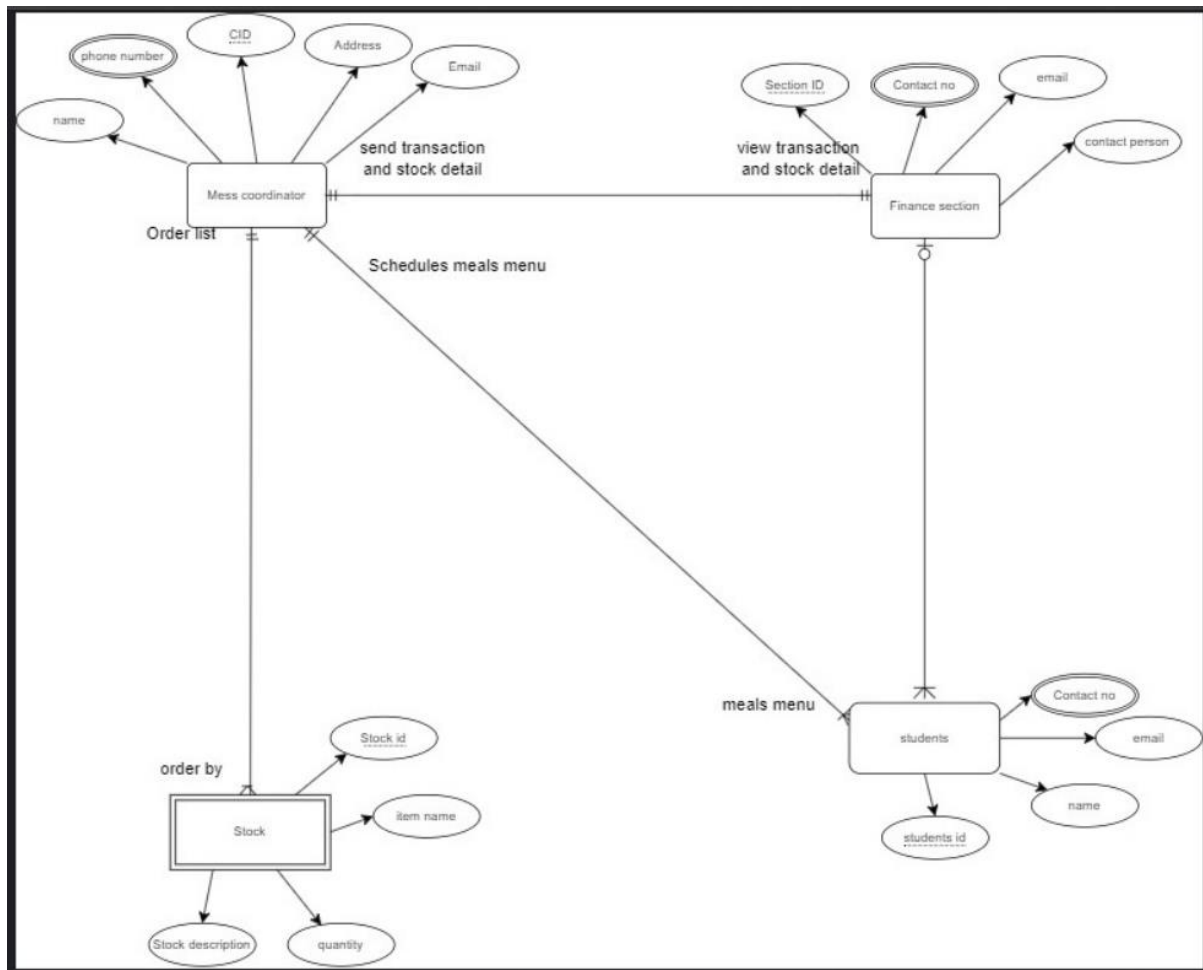 CID
phone number
Address
Email
name
Section ID
Contact no
email
contact person
send transaction
and stock detail
view transaction
and stock detail
Mess coordinator
Finance section
Order list
Schedules meals menu
meals menu
Contact no
students
email
name
students id
Stock id
order by
item name
Stock
Stock description
quantity